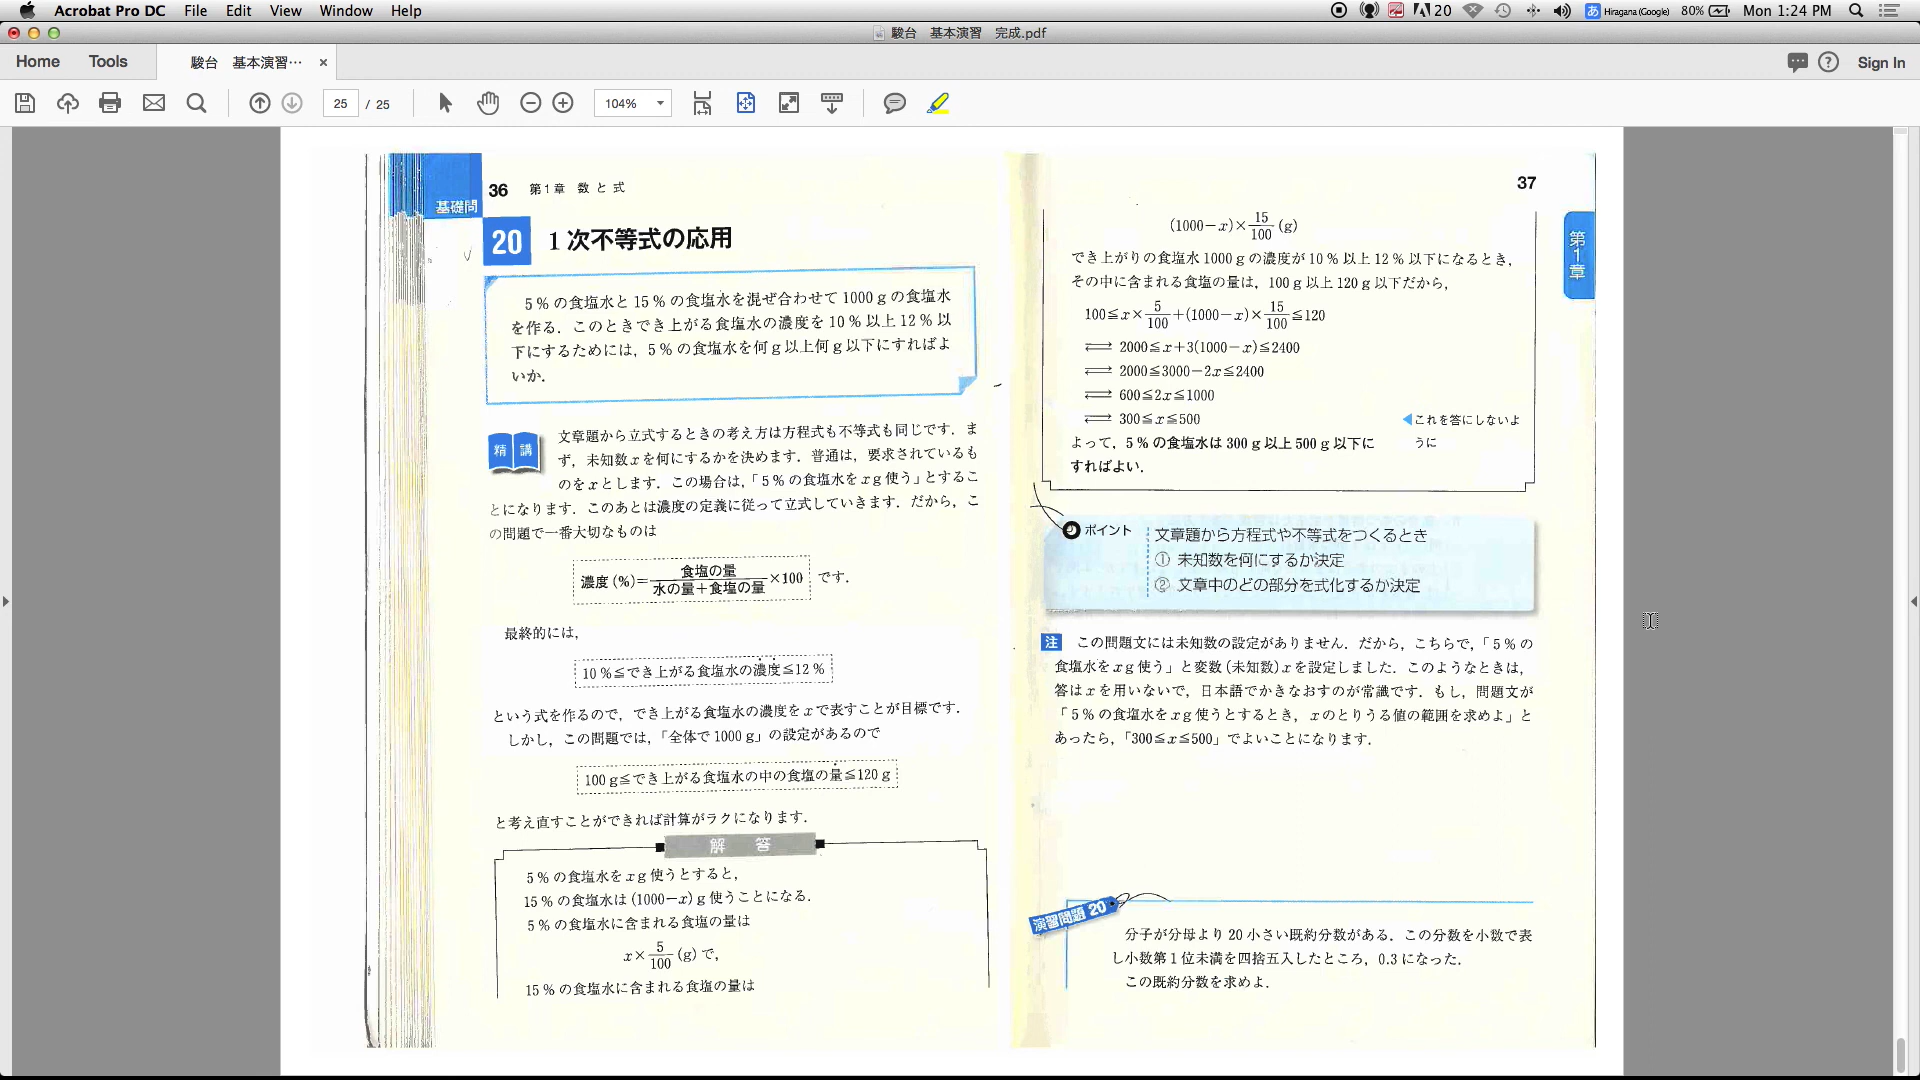 Acrobat Pro DC File Edit View Window Help
20 あ Hiragana (Google) 80% Mon 1:24 PM
駿台 基本演習 完成.pdf
Home Tools 駿台 基本演習… × Sign In
25 / 25 104%
36 第1章 数と式
基礎問
20 1次不等式の応用
5%の食塩水と15%の食塩水を混ぜ合わせて1000gの食塩水
を作る．このときでき上がる食塩水の濃度を10%以上12%以
下にするためには，5%の食塩水を何g以上何g以下にすればよ
いか．
精講
文章題から立式するときの考え方は方程式も不等式も同じです．ま
ず，未知数xを何にするかを決めます．普通は，要求されているも
のをxとします．この場合は，「5%の食塩水をxg使う」とするこ
とになります．このあとは濃度の定義に従って立式していきます．だから，こ
の問題で一番大切なものは
濃度(%)=食塩の量/(水の量+食塩の量)×100 です．
最終的には，
10%≦でき上がる食塩水の濃度≦12%
という式を作るので，でき上がる食塩水の濃度をxで表すことが目標です．
しかし，この問題では，「全体で1000g」の設定があるので
100g≦でき上がる食塩水の中の食塩の量≦120g
と考え直すことができれば計算がラクになります．
解答
5%の食塩水をxg使うとすると，
15%の食塩水は(1000−x)g使うことになる．
5%の食塩水に含まれる食塩の量は
x×5/100(g)で，
15%の食塩水に含まれる食塩の量は
37
第1章
(1000−x)×15/100(g)
でき上がりの食塩水1000gの濃度が10%以上12%以下になるとき，
その中に含まれる食塩の量は，100g以上120g以下だから，
100≦x×5/100+(1000−x)×15/100≦120
⟺ 2000≦x+3(1000−x)≦2400
⟺ 2000≦3000−2x≦2400
⟺ 600≦2x≦1000
⟺ 300≦x≦500 ◀これを答にしないよ
うに
よって，5%の食塩水は300g以上500g以下に
すればよい．
ポイント
文章題から方程式や不等式をつくるとき
① 未知数を何にするか決定
② 文章中のどの部分を式化するか決定
注 この問題文には未知数の設定がありません．だから，こちらで，「5%の
食塩水をxg使う」と変数(未知数)xを設定しました．このようなときは，
答はxを用いないで，日本語でかきなおすのが常識です．もし，問題文が
「5%の食塩水をxg使うとするとき，xのとりうる値の範囲を求めよ」と
あったら，「300≦x≦500」でよいことになります．
演習問題20
分子が分母より20小さい既約分数がある．この分数を小数で表
し小数第1位未満を四捨五入したところ，0.3になった．
この既約分数を求めよ．